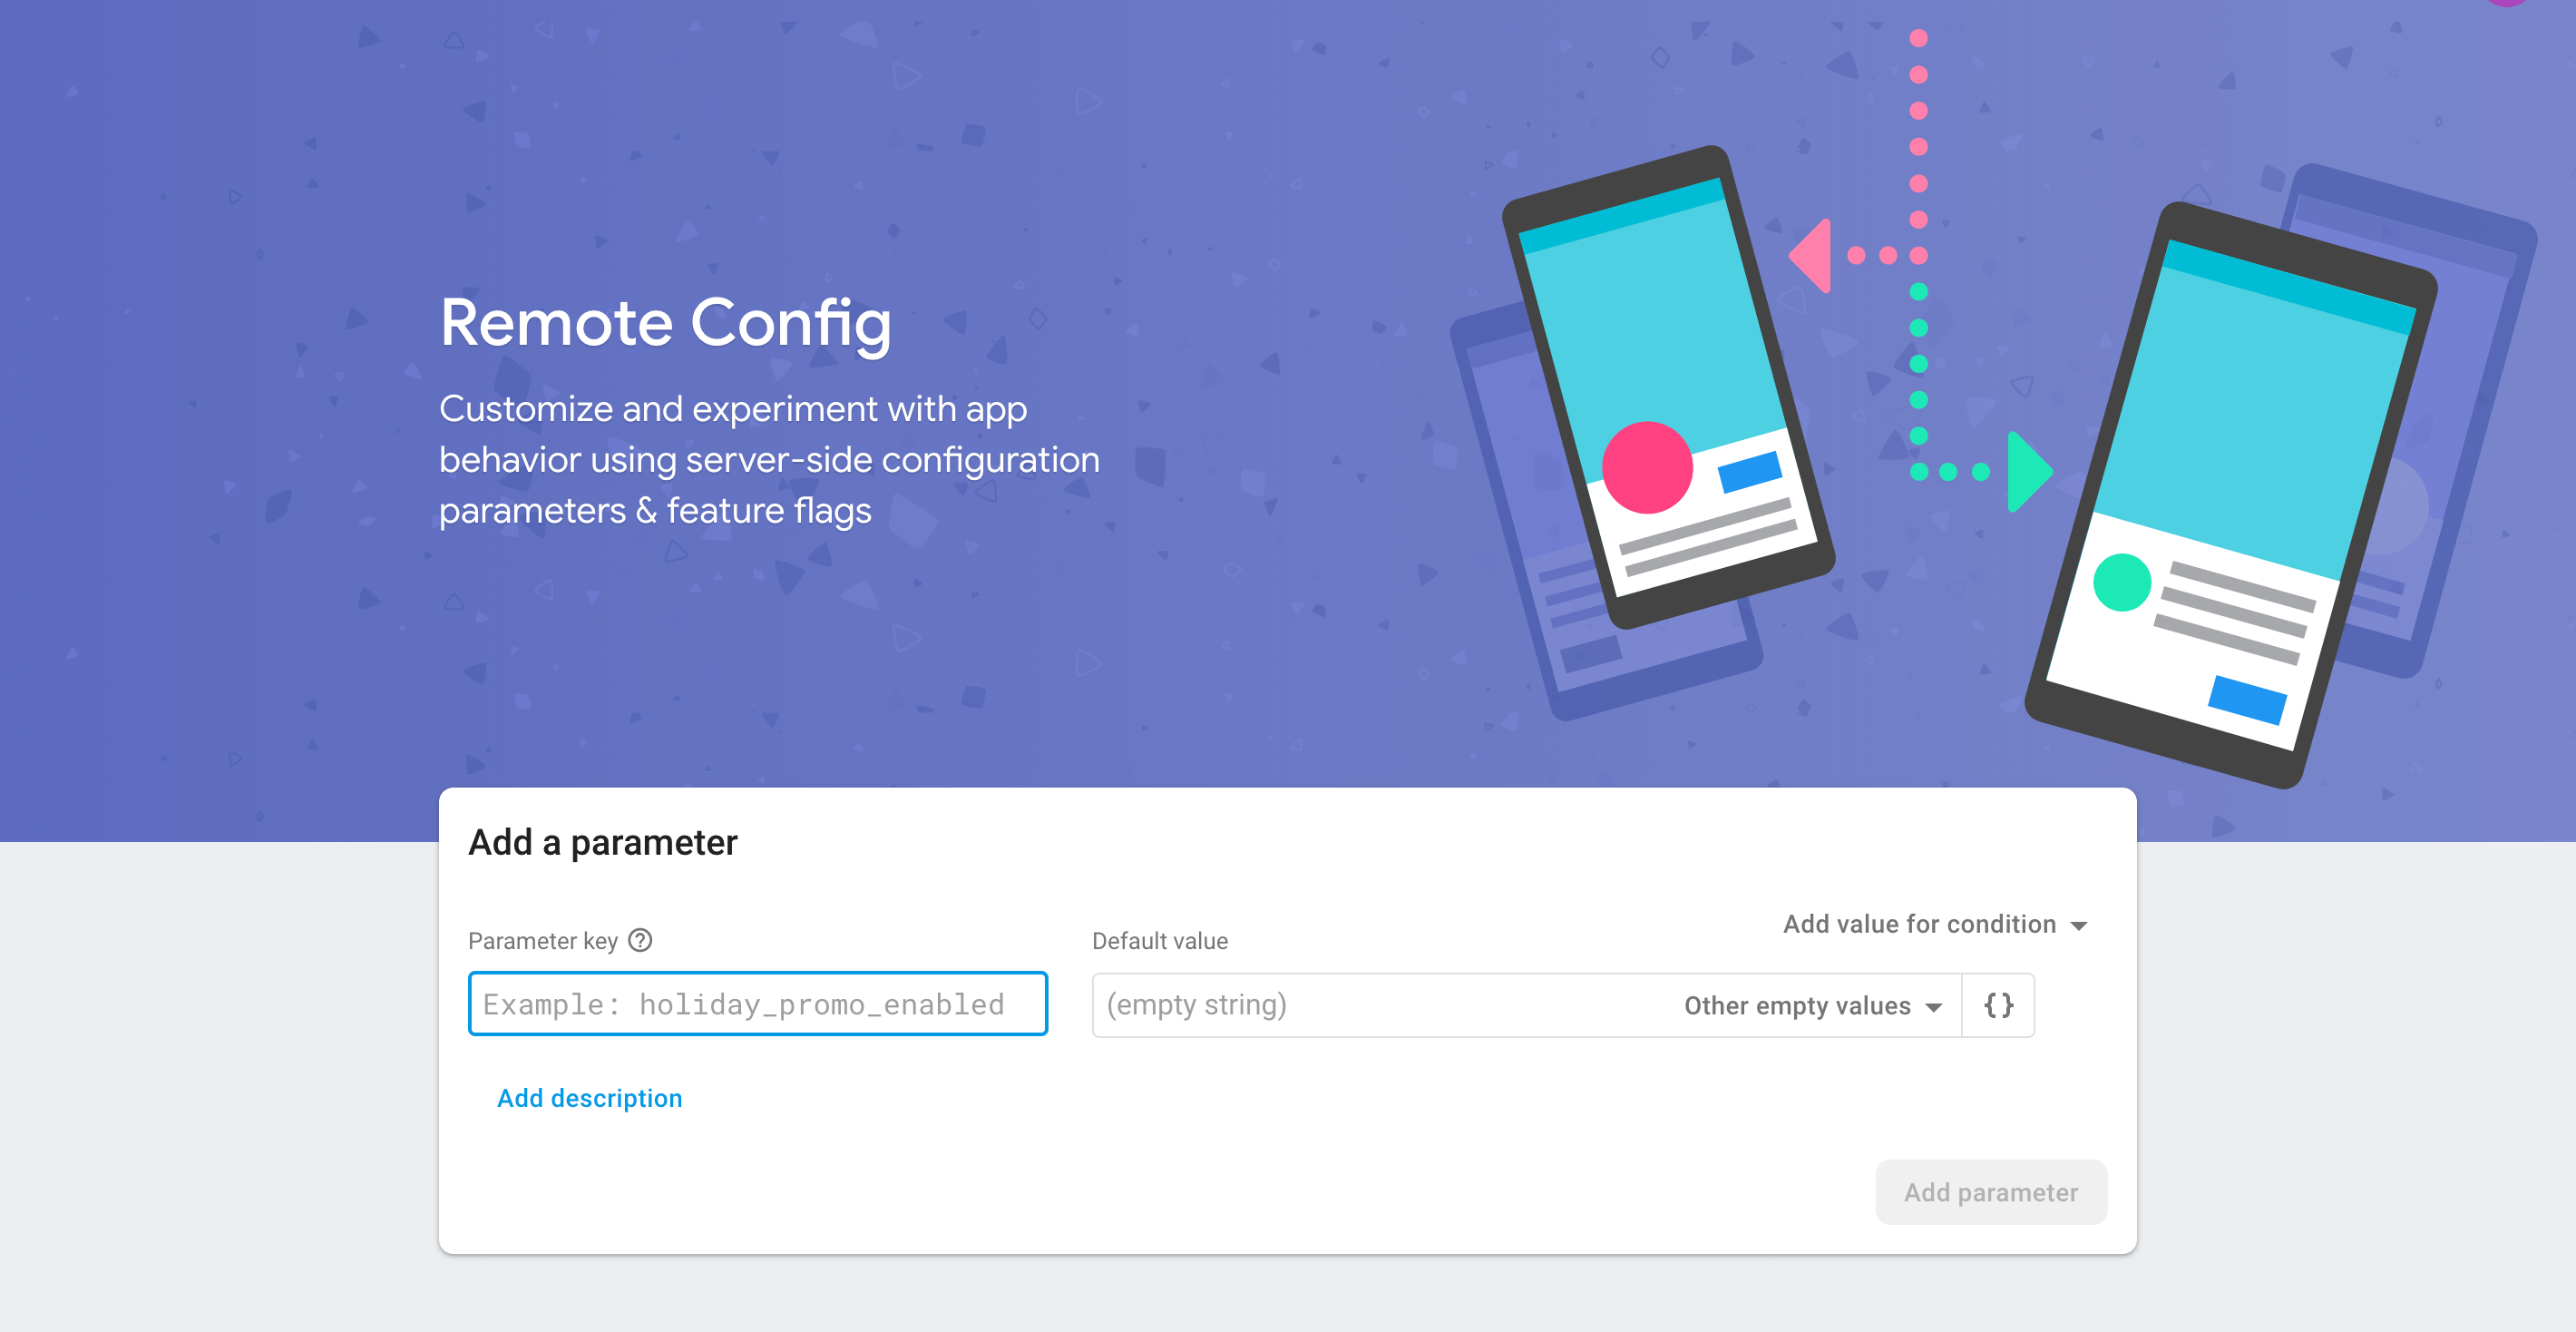 Remote Config
Customize and experiment with app
behavior using server-side configuration
parameters & feature flags
Add a parameter
Add value for condition
Parameter key
Default value
Example: holiday_promo_enabled
(empty string)
Other empty values
{}
Add description
Add parameter